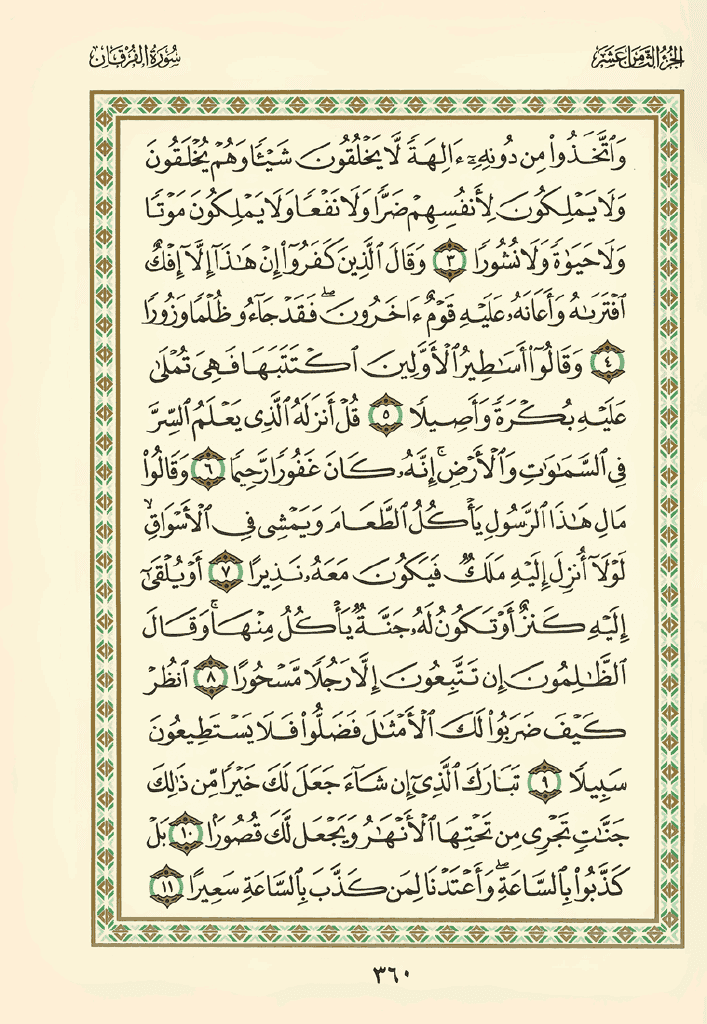 الجزء الثامن عشر
سورة الفرقان
وَٱتَّخَذُوا۟ مِن دُونِهِۦٓ ءَالِهَةً لَّا يَخْلُقُونَ شَيْـًٔا وَهُمْ يُخْلَقُونَ
وَلَا يَمْلِكُونَ لِأَنفُسِهِمْ ضَرًّا وَلَا نَفْعًا وَلَا يَمْلِكُونَ مَوْتًا
وَلَا حَيَوٰةً وَلَا نُشُورًا ٣ وَقَالَ ٱلَّذِينَ كَفَرُوٓا۟ إِنْ هَـٰذَآ إِلَّآ إِفْكٌ
ٱفْتَرَىٰهُ وَأَعَانَهُۥ عَلَيْهِ قَوْمٌ ءَاخَرُونَ ۖ فَقَدْ جَآءُو ظُلْمًا وَزُورًا
٤ وَقَالُوٓا۟ أَسَـٰطِيرُ ٱلْأَوَّلِينَ ٱكْتَتَبَهَا فَهِىَ تُمْلَىٰ
عَلَيْهِ بُكْرَةً وَأَصِيلًا ٥ قُلْ أَنزَلَهُ ٱلَّذِى يَعْلَمُ ٱلسِّرَّ
فِى ٱلسَّمَـٰوَٰتِ وَٱلْأَرْضِ ۚ إِنَّهُۥ كَانَ غَفُورًا رَّحِيمًا ٦ وَقَالُوا۟
مَالِ هَـٰذَا ٱلرَّسُولِ يَأْكُلُ ٱلطَّعَامَ وَيَمْشِى فِى ٱلْأَسْوَاقِ ۙ
لَوْلَآ أُنزِلَ إِلَيْهِ مَلَكٌ فَيَكُونَ مَعَهُۥ نَذِيرًا ٧ أَوْ يُلْقَىٰٓ
إِلَيْهِ كَنزٌ أَوْ تَكُونُ لَهُۥ جَنَّةٌ يَأْكُلُ مِنْهَا ۚ وَقَالَ
ٱلظَّـٰلِمُونَ إِن تَتَّبِعُونَ إِلَّا رَجُلًا مَّسْحُورًا ٨ ٱنظُرْ
كَيْفَ ضَرَبُوا۟ لَكَ ٱلْأَمْثَـٰلَ فَضَلُّوا۟ فَلَا يَسْتَطِيعُونَ
سَبِيلًا ٩ تَبَارَكَ ٱلَّذِىٓ إِن شَآءَ جَعَلَ لَكَ خَيْرًا مِّن ذَٰلِكَ
جَنَّـٰتٍ تَجْرِى مِن تَحْتِهَا ٱلْأَنْهَـٰرُ وَيَجْعَل لَّكَ قُصُورًۢا ١٠ بَلْ
كَذَّبُوا۟ بِٱلسَّاعَةِ ۖ وَأَعْتَدْنَا لِمَن كَذَّبَ بِٱلسَّاعَةِ سَعِيرًا ١١
٣٦٠